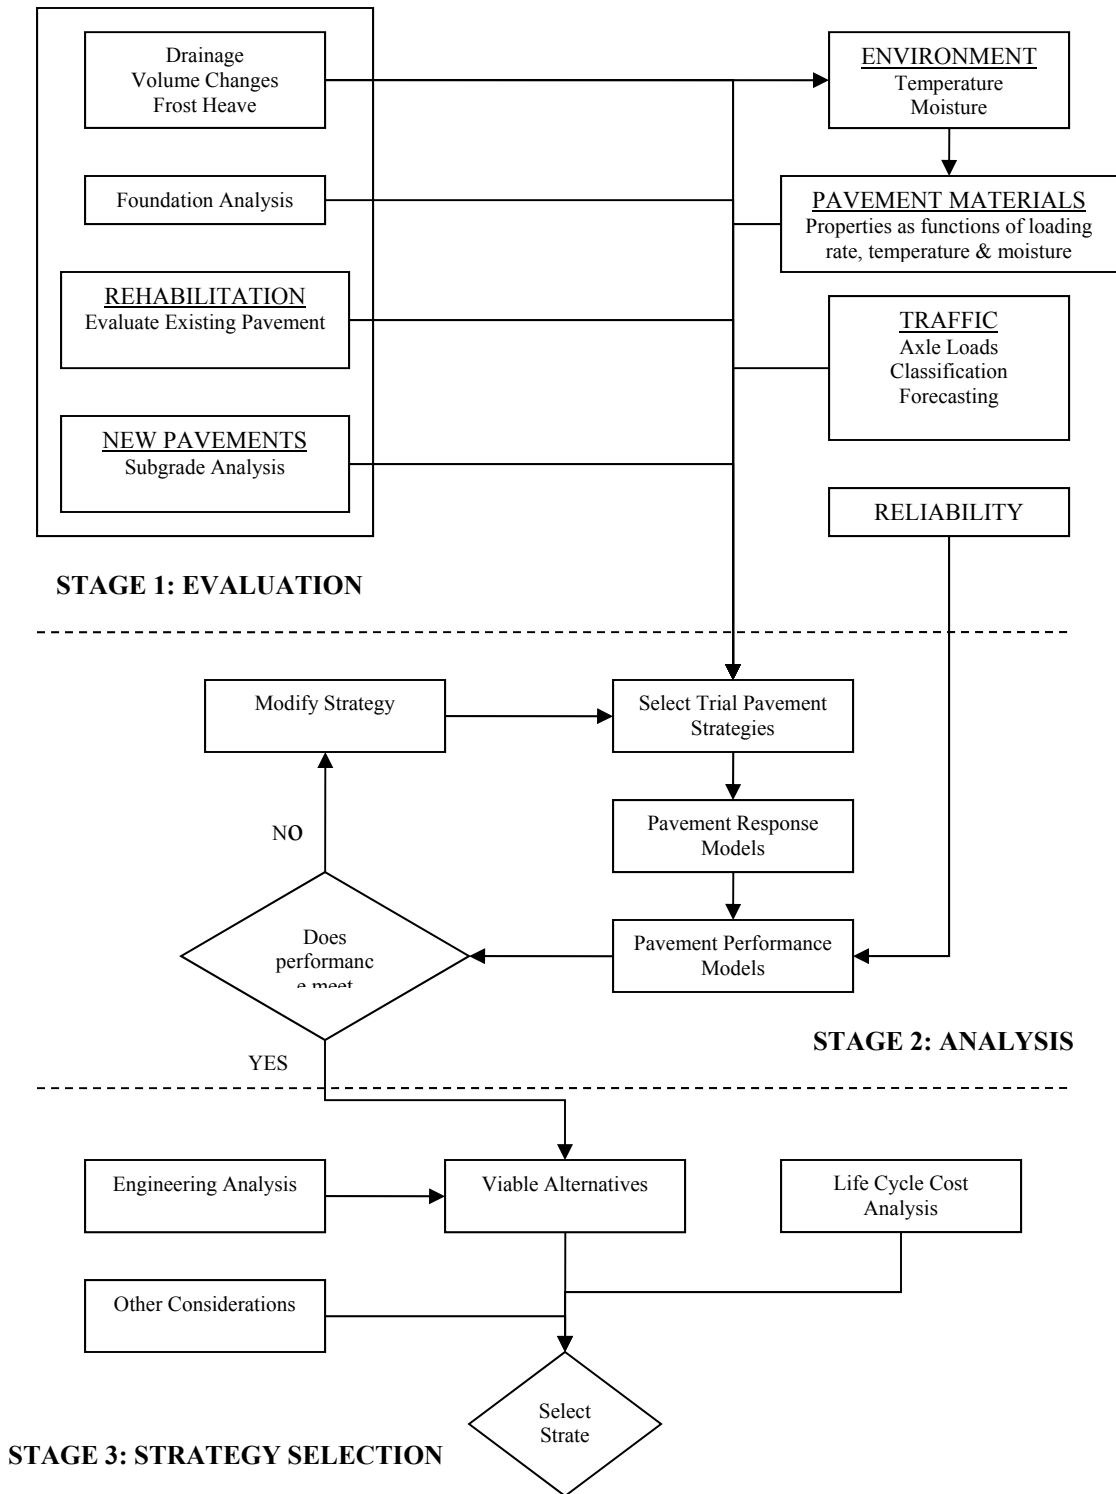 Drainage
Volume Changes
Frost Heave
ENVIRONMENT
Temperature
Moisture
Foundation Analysis
PAVEMENT MATERIALS
Properties as functions of loading
rate, temperature & moisture
REHABILITATION
Evaluate Existing Pavement
TRAFFIC
Axle Loads
Classification
Forecasting
NEW PAVEMENTS
Subgrade Analysis
RELIABILITY
STAGE 1: EVALUATION
Modify Strategy
Select Trial Pavement
Strategies
Pavement Response
Models
NO
Does
performanc
e meet
Pavement Performance
Models
STAGE 2: ANALYSIS
YES
Engineering Analysis
Viable Alternatives
Life Cycle Cost
Analysis
Other Considerations
Select
Strate
STAGE 3: STRATEGY SELECTION